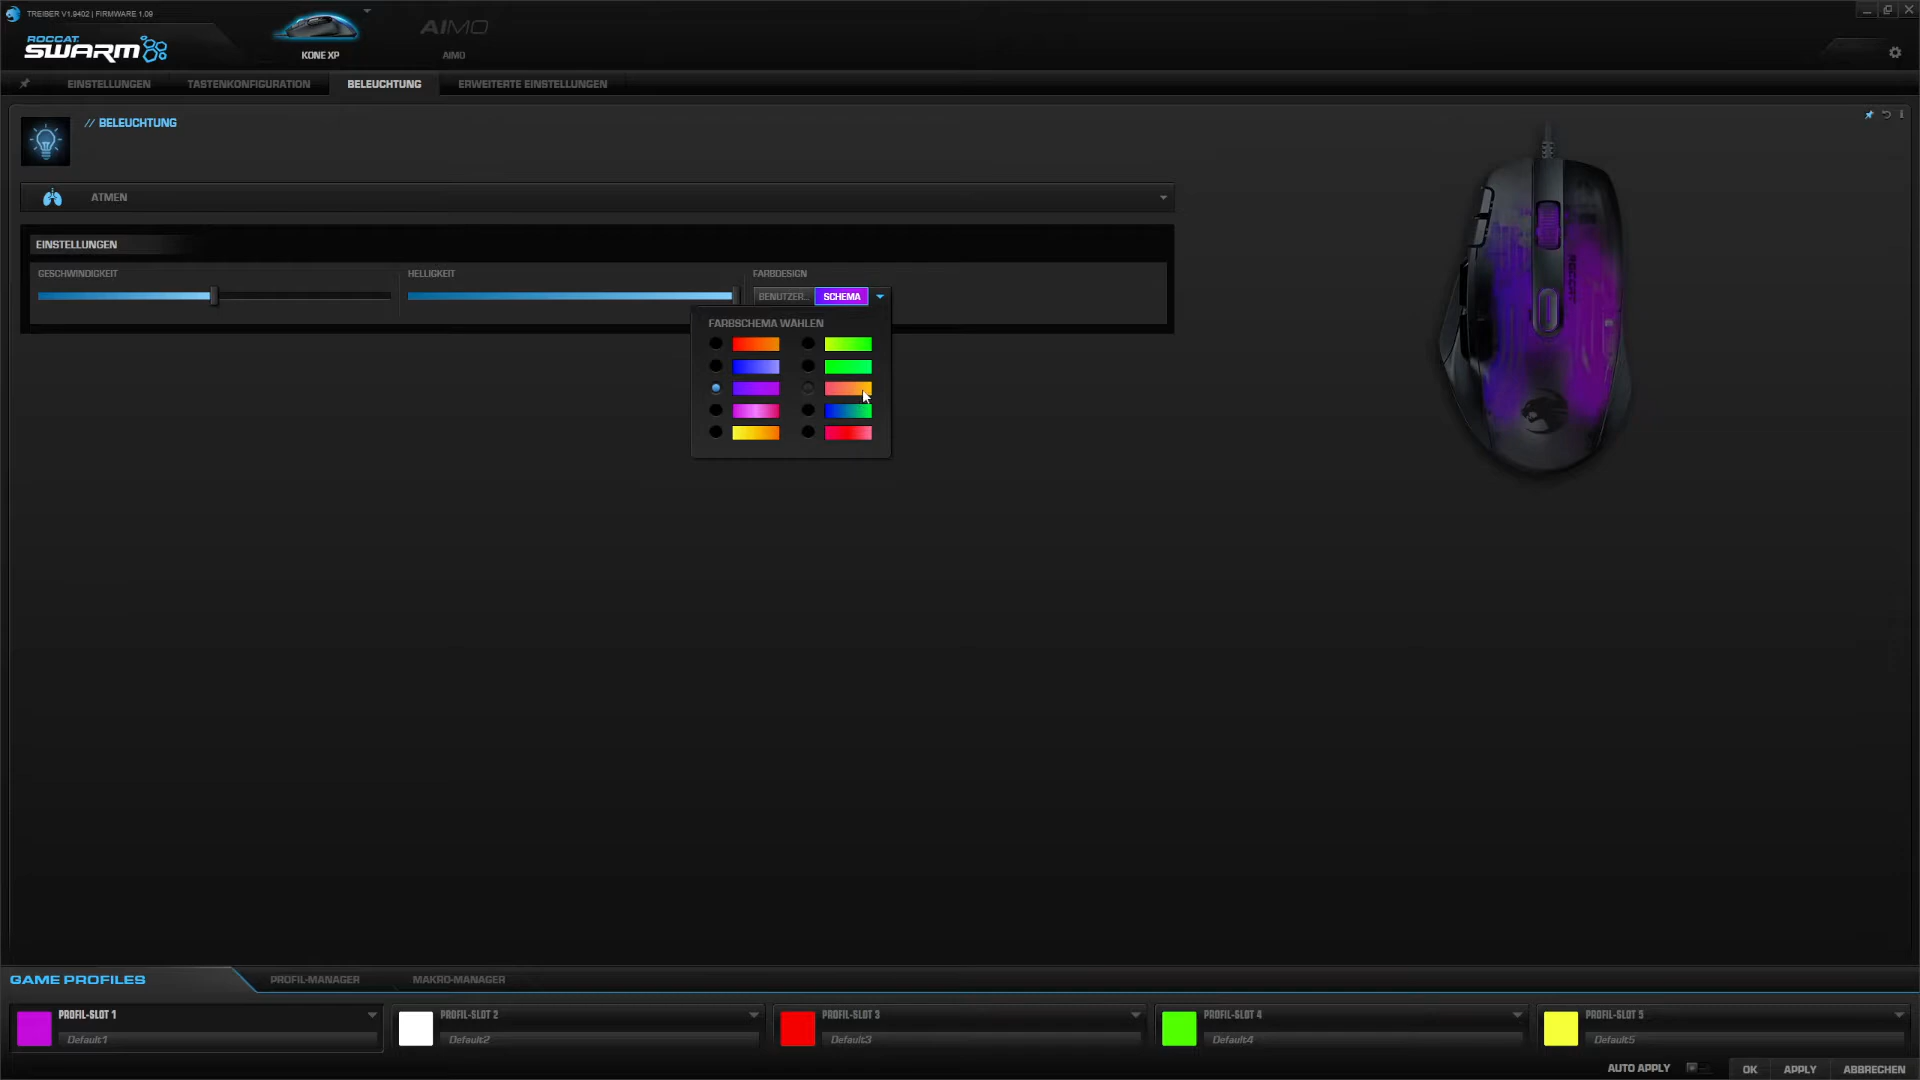 TREIBER V1.9402 | FIRMWARE 1.09
ROCCAT
SWARM
KONE XP
AIMO
AIMO
EINSTELLUNGEN
TASTENKONFIGURATION
BELEUCHTUNG
ERWEITERTE EINSTELLUNGEN
// BELEUCHTUNG
ATMEN
EINSTELLUNGEN
GESCHWINDIGKEIT
HELLIGKEIT
FARBDESIGN
BENUTZER...
SCHEMA
FARBSCHEMA WÄHLEN
ROCCAT
GAME PROFILES
PROFIL-MANAGER
MAKRO-MANAGER
PROFIL-SLOT 1
Default1
PROFIL-SLOT 2
Default2
PROFIL-SLOT 3
Default3
PROFIL-SLOT 4
Default4
PROFIL-SLOT 5
Default5
AUTO APPLY
OK
APPLY
ABBRECHEN